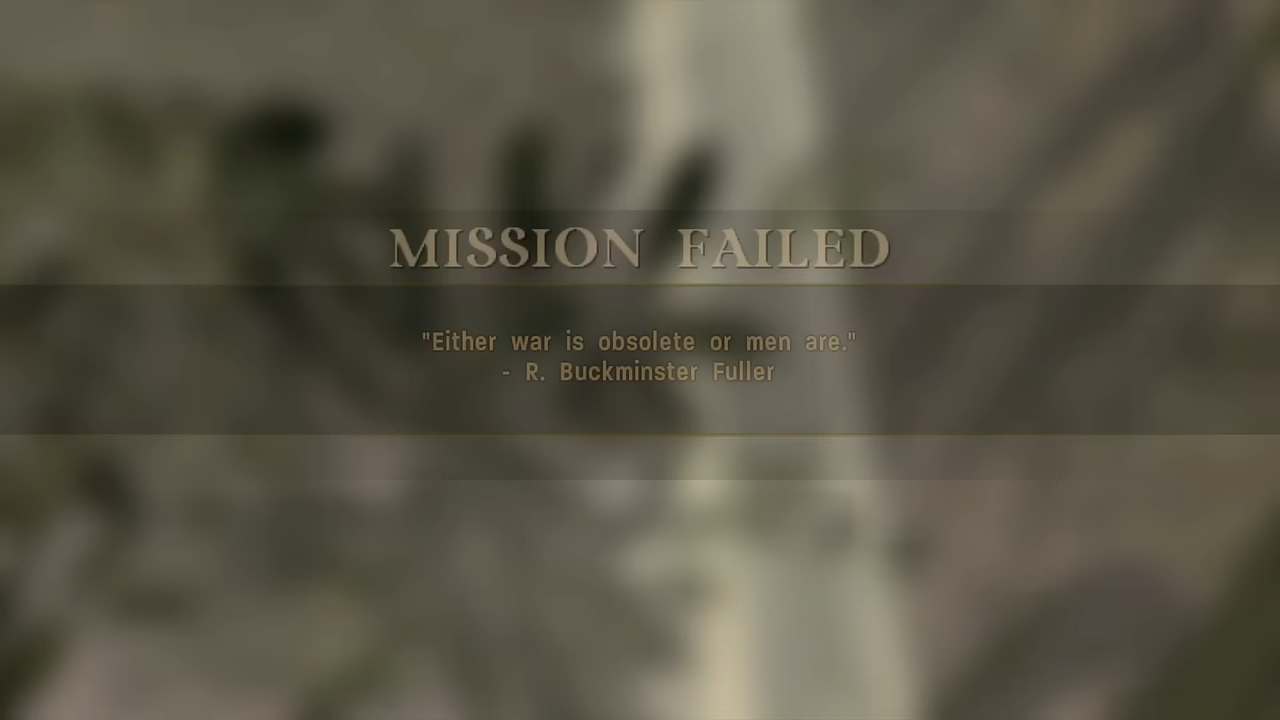 MISSION FAILED
"Either war is obsolete or men are."
- R. Buckminster Fuller